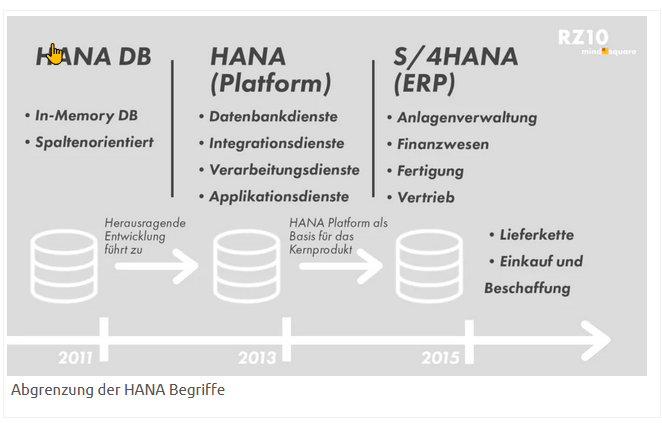 RZ10
mindsquare
HANA DB
• In-Memory DB
• Spaltenorientiert
HANA
(Platform)
• Datenbankdienste
• Integrationsdienste
• Verarbeitungsdienste
• Applikationsdienste
S/4HANA
(ERP)
• Anlagenverwaltung
• Finanzwesen
• Fertigung
• Vertrieb
• Lieferkette
• Einkauf und
Beschaffung
Herausragende
Entwicklung
führt zu
HANA Platform als
Basis für das
Kernprodukt
2011
2013
2015
Abgrenzung der HANA Begriffe